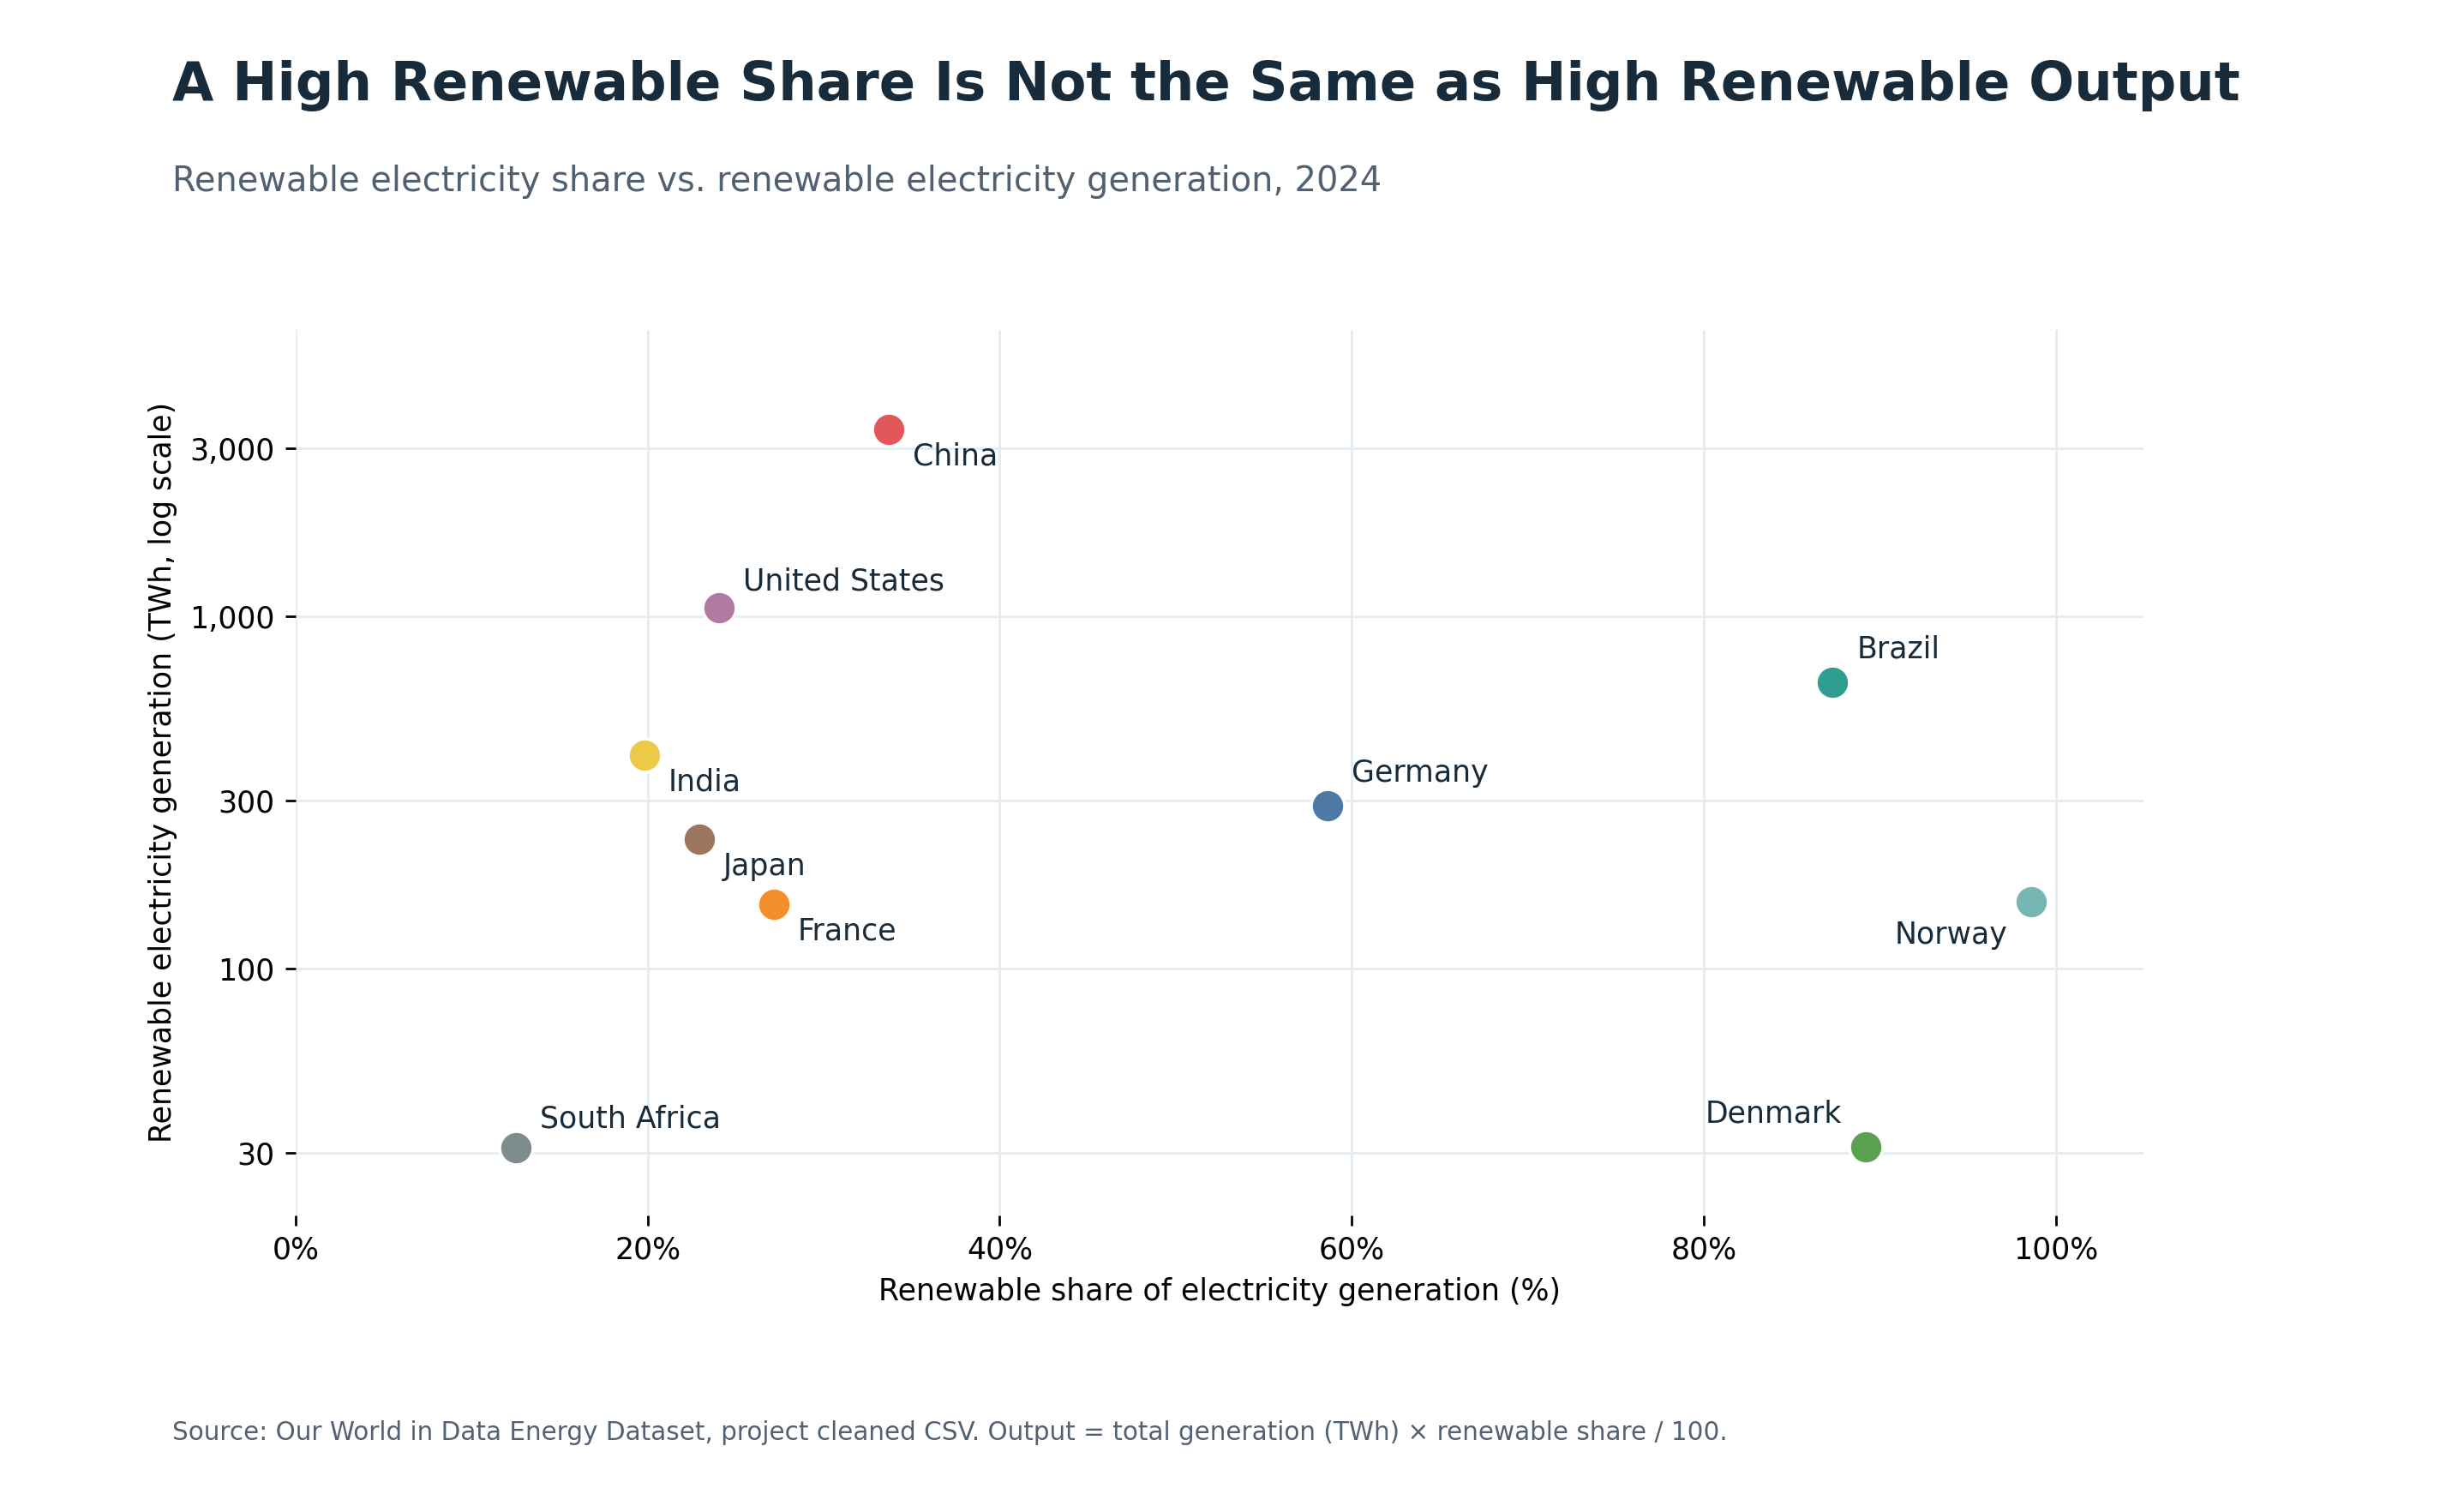 A High Renewable Share Is Not the Same as High Renewable Output
Renewable electricity share vs. renewable electricity generation, 2024
Renewable electricity generation (TWh, log scale)
3,000
1,000
300
100
30
China
United States
Brazil
India
Germany
Japan
France
Norway
South Africa
Denmark
0%
20%
40%
60%
80%
100%
Renewable share of electricity generation (%)
Source: Our World in Data Energy Dataset, project cleaned CSV. Output = total generation (TWh) × renewable share / 100.